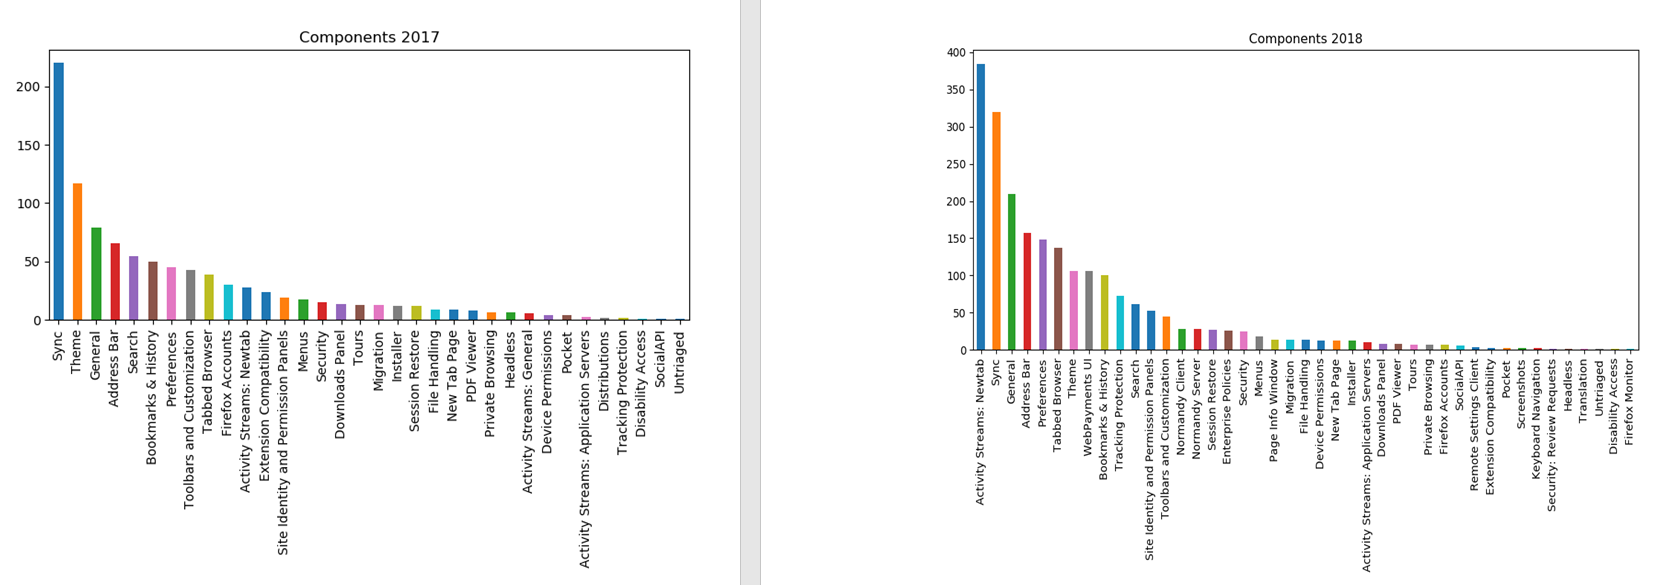 Components 2017
200
150
100
50
0
Sync
Theme
General
Address Bar
Search
Bookmarks & History
Preferences
Toolbars and Customization
Tabbed Browser
Firefox Accounts
Activity Streams: Newtab
Extension Compatibility
Site Identity and Permission Panels
Menus
Security
Downloads Panel
Tours
Migration
Installer
Session Restore
File Handling
New Tab Page
PDF Viewer
Private Browsing
Headless
Activity Streams: General
Device Permissions
Pocket
Activity Streams: Application Servers
Distributions
Tracking Protection
Disability Access
SocialAPI
Untriaged
Components 2018
400
350
300
250
200
150
100
50
0
Activity Streams: Newtab
Sync
General
Address Bar
Preferences
Tabbed Browser
Theme
WebPayments UI
Bookmarks & History
Tracking Protection
Search
Site Identity and Permission Panels
Toolbars and Customization
Normandy Client
Normandy Server
Session Restore
Enterprise Policies
Security
Menus
Page Info Window
Migration
File Handling
Device Permissions
New Tab Page
Installer
Activity Streams: Application Servers
Downloads Panel
PDF Viewer
Tours
Private Browsing
Firefox Accounts
SocialAPI
Remote Settings Client
Extension Compatibility
Pocket
Screenshots
Keyboard Navigation
Security: Review Requests
Headless
Translation
Untriaged
Disability Access
Firefox Monitor